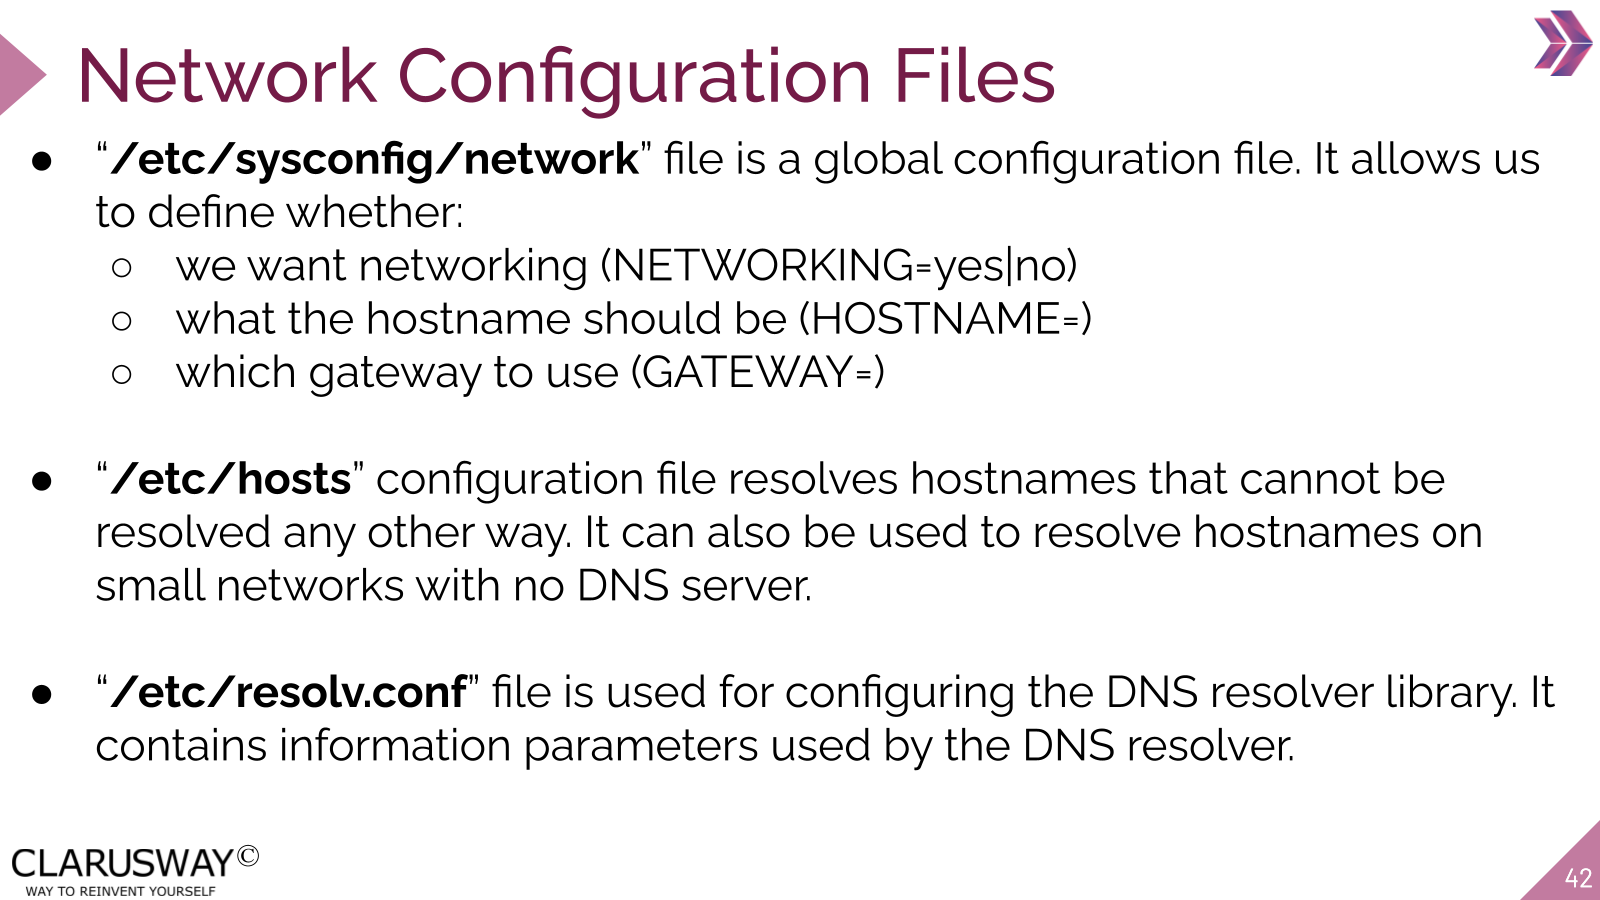 Network Configuration Files
● “/etc/sysconfig/network” file is a global configuration file. It allows us
to define whether:
○ we want networking (NETWORKING=yes|no)
○ what the hostname should be (HOSTNAME=)
○ which gateway to use (GATEWAY=)
● “/etc/hosts” configuration file resolves hostnames that cannot be
resolved any other way. It can also be used to resolve hostnames on
small networks with no DNS server.
● “/etc/resolv.conf” file is used for configuring the DNS resolver library. It
contains information parameters used by the DNS resolver.
CLARUSWAY©
WAY TO REINVENT YOURSELF
42